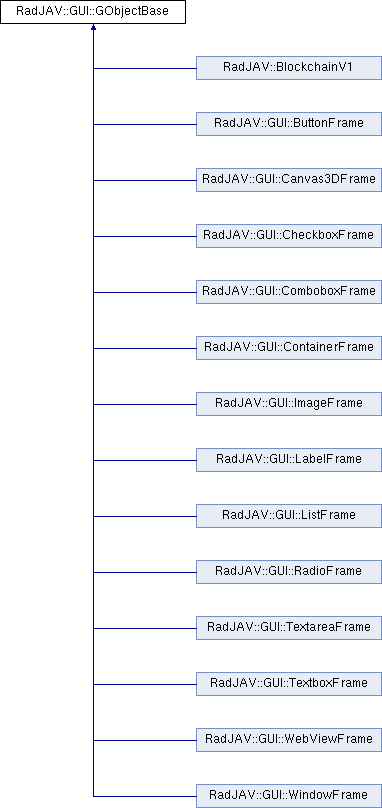 RadJAV::GUI::GObjectBase
RadJAV::BlockchainV1
RadJAV::GUI::ButtonFrame
RadJAV::GUI::Canvas3DFrame
RadJAV::GUI::CheckboxFrame
RadJAV::GUI::ComboboxFrame
RadJAV::GUI::ContainerFrame
RadJAV::GUI::ImageFrame
RadJAV::GUI::LabelFrame
RadJAV::GUI::ListFrame
RadJAV::GUI::RadioFrame
RadJAV::GUI::TextareaFrame
RadJAV::GUI::TextboxFrame
RadJAV::GUI::WebViewFrame
RadJAV::GUI::WindowFrame